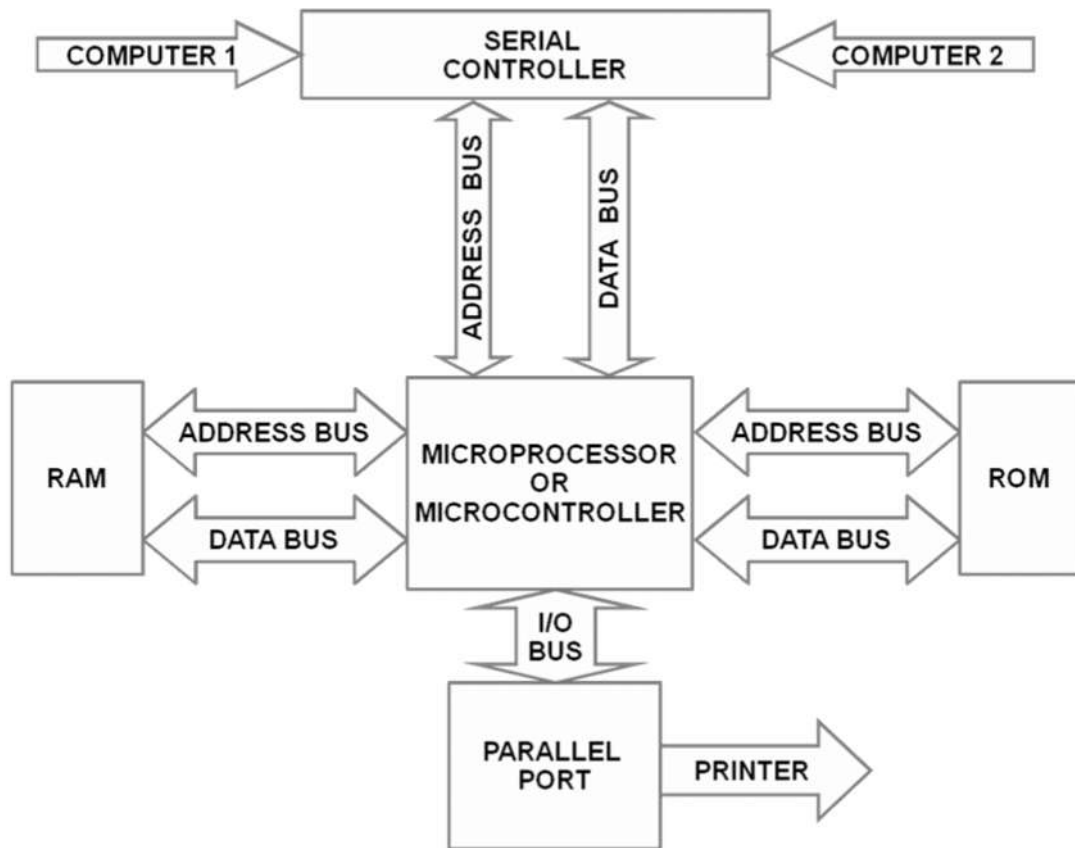 COMPUTER 1
SERIAL
CONTROLLER
COMPUTER 2
ADDRESS BUS
DATA BUS
RAM
ADDRESS BUS
DATA BUS
MICROPROCESSOR
OR
MICROCONTROLLER
ADDRESS BUS
DATA BUS
ROM
I/O
BUS
PARALLEL
PORT
PRINTER